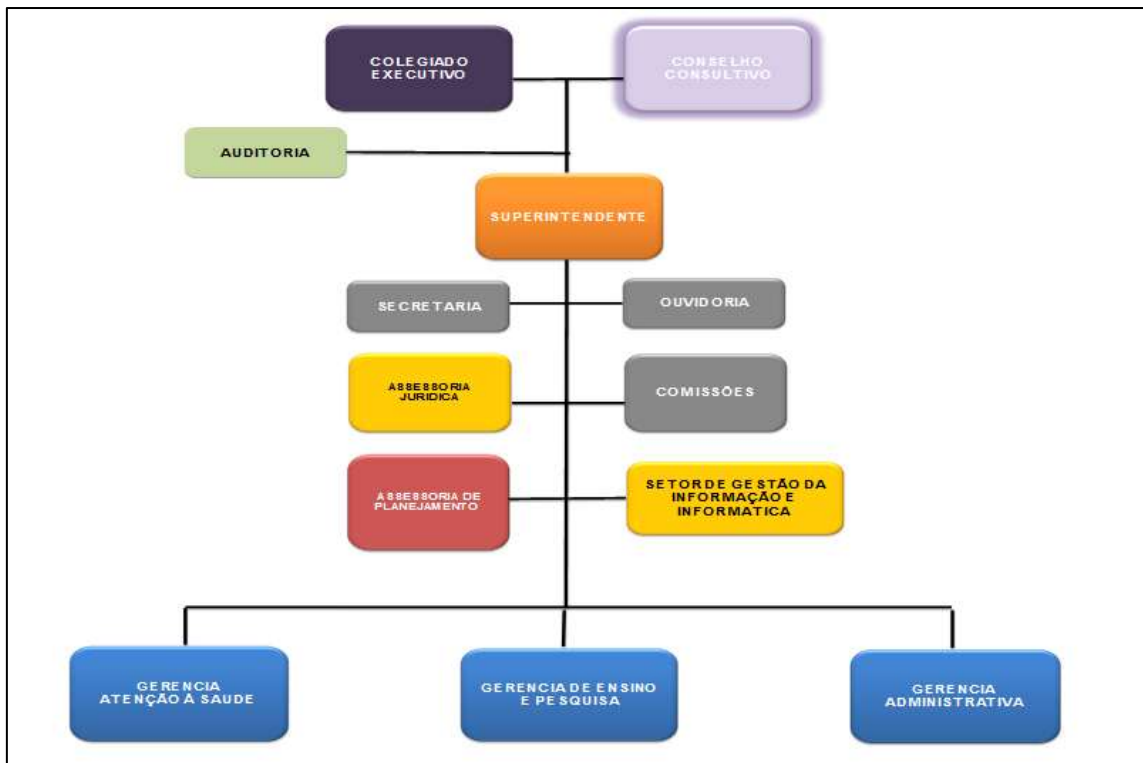 COLEGIADO
EXECUTIVO
CONSELHO
CONSULTIVO
AUDITORIA
SUPERINTENDENTE
SECRETARIA
OUVIDORIA
ASSESSORIA
JURIDICA
COMISSÕES
ASSESSORIA DE
PLANEJAMENTO
SETOR DE GESTÃO DA
INFORMAÇÃO E
INFORMATICA
GERENCIA
ATENÇÃO À SAUDE
GERENCIA DE ENSINO
E PESQUISA
GERENCIA
ADMINISTRATIVA